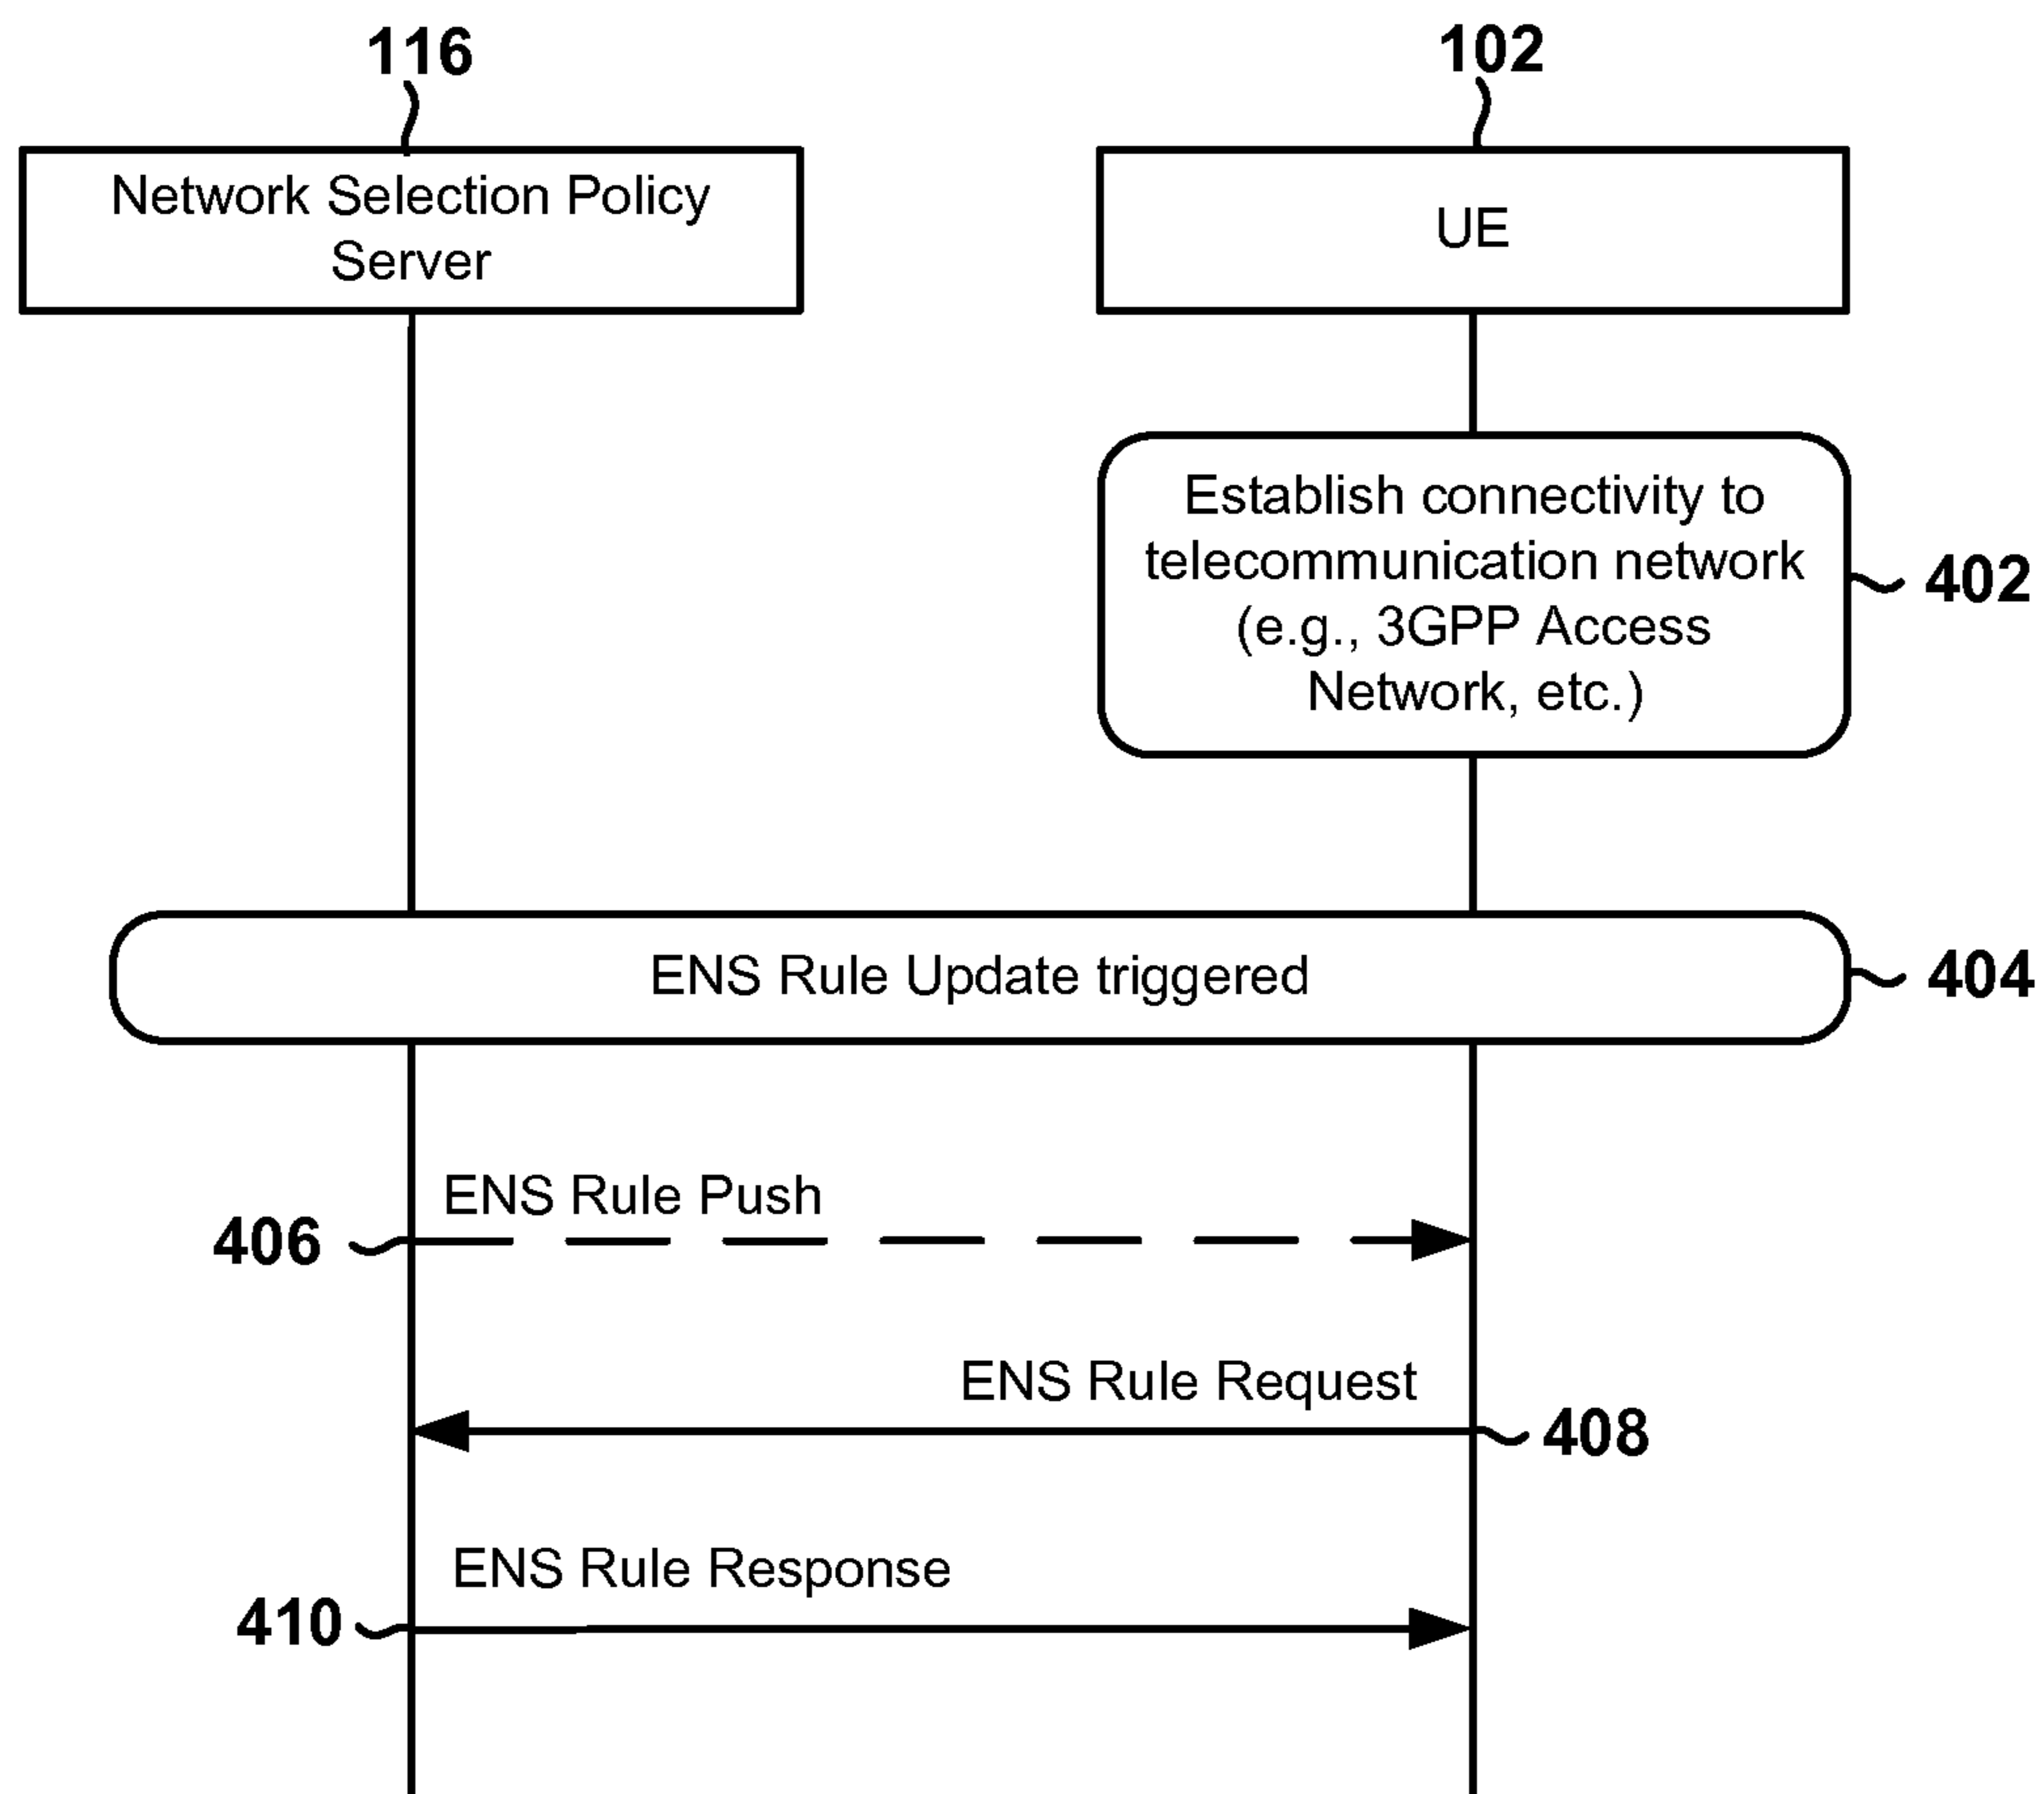 116
102
Network Selection Policy
Server
UE
Establish connectivity to
telecommunication network
(e.g., 3GPP Access
Network, etc.)
402
ENS Rule Update triggered
404
ENS Rule Push
406
ENS Rule Request
408
ENS Rule Response
410